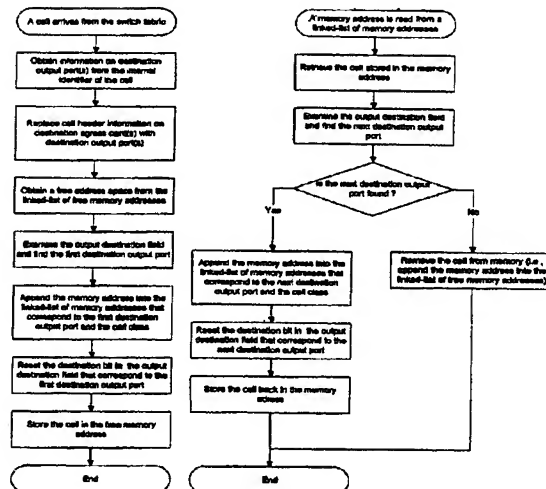 A cell arrives from the switch fabric
Obtain information on
destination
output port(s) from the internal
identifier of the cell
Replace cell header information on
destination egress card(s) with
destination output port(s)
Obtain a free address space from the
linked-list of free memory addresses
Examine the output destination field
and find the first destination output port
Append the memory address into the
linked-list of memory addresses that
correspond to the first destination
output port and the cell class
Reset the destination bit in the output
destination field that correspond to the
first destination output port
Store the cell in the free memory
address
End
A memory address is read from a
linked-list of memory addresses
Retrieve the cell stored in the memory
address
Examine the output destination field
and find the next destination output
port
Is the next destination output
port found ?
Yes
No
Append the memory address into the
linked-list of memory addresses that
correspond to the next destination
output port and the cell class
Reset the destination bit in the output
destination field that correspond to the
next destination output port
Store the cell back in the memory
adress
Remove the cell from memory (i.e.,
append the memory address into the
linked-list of free memory addresses)
End